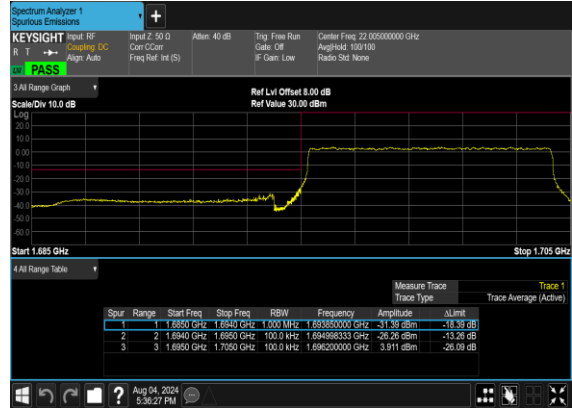 Spectrum Analyzer 1
Spurious Emissions
+
KEYSIGHT Input: RF Input Z: 50 Ω Atten: 40 dB Trig: Free Run Center Freq: 22.005000000 GHz
R T Coupling: DC Corr CCorr Gate: Off Avg|Hold: 100/100
Align: Auto Freq Ref: Int (S) IF Gain: Low Radio Std: None
PASS
3 All Range Graph
Ref Lvl Offset 8.00 dB
Scale/Div 10.0 dB Ref Value 30.00 dBm
Log
20.0
10.0
0.00
-10.0
-20.0
-30.0
-40.0
-50.0
-60.0
Start 1.685 GHz Stop 1.705 GHz
4 All Range Table
Measure Trace Trace 1
Trace Type Trace Average (Active)
Spur Range Start Freq Stop Freq RBW Frequency Amplitude ΔLimit
1 1 1.6850 GHz 1.6940 GHz 1.000 MHz 1.693850000 GHz -31.39 dBm -18.39 dB
2 2 1.6940 GHz 1.6950 GHz 100.0 kHz 1.694998333 GHz -26.26 dBm -13.26 dB
3 3 1.6950 GHz 1.7050 GHz 100.0 kHz 1.696200000 GHz 3.911 dBm -26.09 dB
? Aug 04, 2024
5:36:27 PM